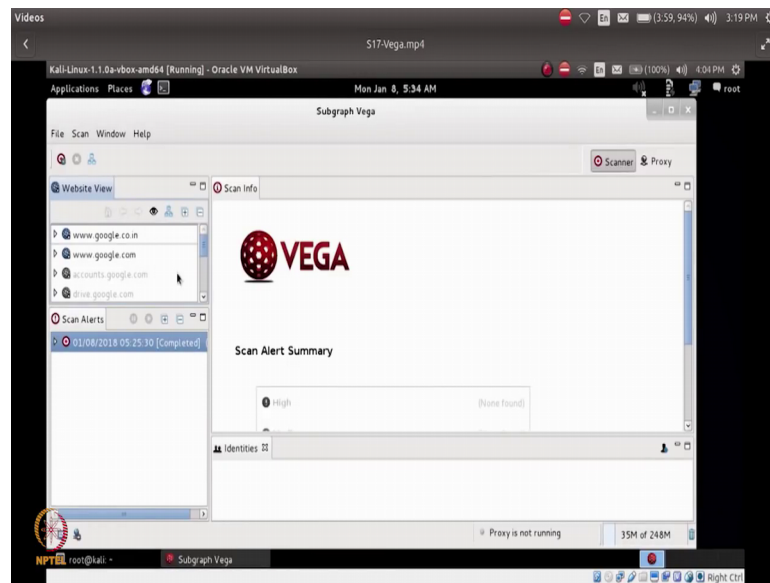 Videos
En (3:59, 94%) 3:19 PM
S17-Vega.mp4
Kali-Linux-1.1.0a-vbox-amd64 [Running] - Oracle VM VirtualBox
En (100%) 4:04 PM
Applications Places Mon Jan 8, 5:34 AM root
Subgraph Vega
File Scan Window Help
Scanner Proxy
Website View
Scan Info
www.google.co.in
www.google.com
accounts.google.com
drive.google.com
VEGA
Scan Alerts
01/08/2018 05:25:30 [Completed]
Scan Alert Summary
High (None found)
Identities
Proxy is not running 35M of 248M
NPTEL root@kali: ~ Subgraph Vega
Right Ctrl